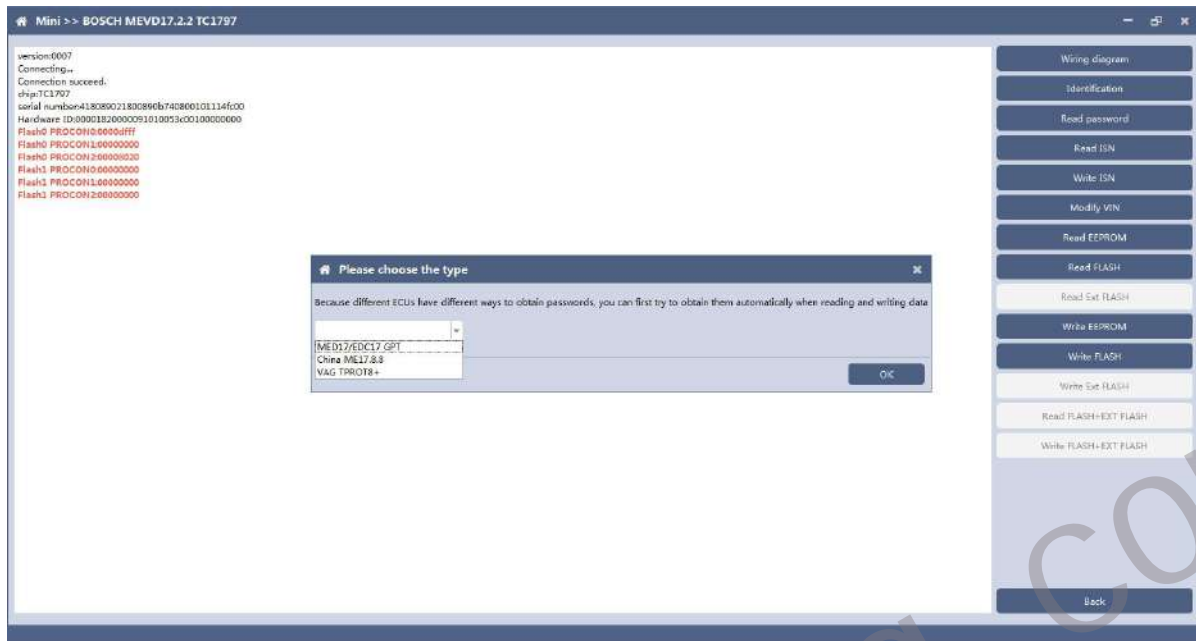 Mini >> BOSCH MEVD17.2.2 TC1797
version:0007
Connecting...
Connection succeed.
chip:TC1797
serial number:418089021800890b740800101114fc00
Hardware ID:00001820000091010053c00100000000
Flash0 PROCON0:6000dfff
Flash0 PROCON1:00000000
Flash0 PROCON2:00008020
Flash1 PROCON0:00000000
Flash1 PROCON1:00000000
Flash1 PROCON2:00000000
Please choose the type
Because different ECUs have different ways to obtain passwords, you can first try to obtain them automatically when reading and writing data
MED17/EDC17 GPT
China ME17.8.8
VAG TPROT8+
OK
Wiring diagram
Identification
Read password
Read ISN
Write ISN
Modify VIN
Read EEPROM
Read FLASH
Read Ext FLASH
Write EEPROM
Write FLASH
Write Ext FLASH
Read FLASH+EXT FLASH
Write FLASH+EXT FLASH
Back